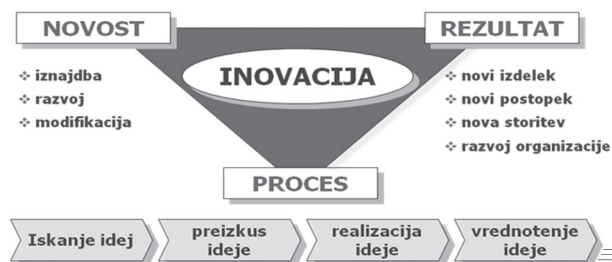 NOVOST
REZULTAT
INOVACIJA
iznajdba
razvoj
modifikacija
novi izdelek
novi postopek
nova storitev
razvoj organizacije
PROCES
Iskanje idej
preizkus
ideje
realizacija
ideje
vrednotenje
ideje